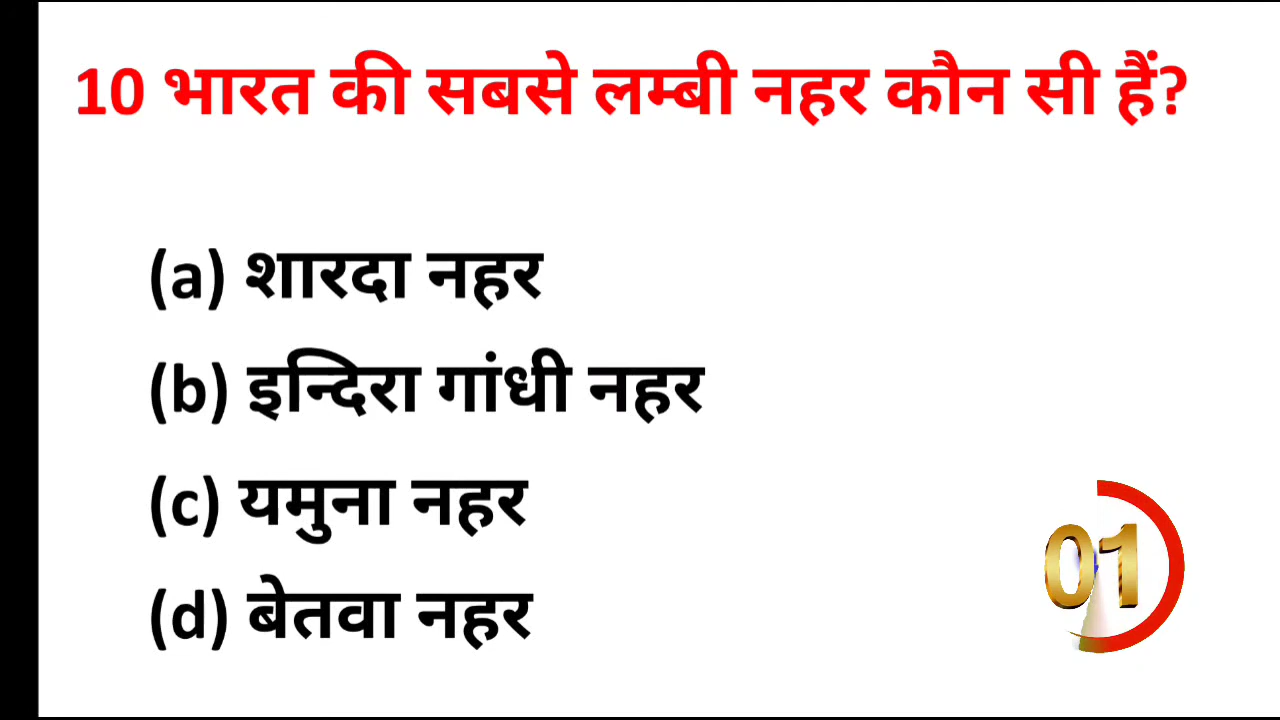 10 भारत की सबसे लम्बी नहर कौन सी हैं?
(a) शारदा नहर
(b) इन्दिरा गांधी नहर
(c) यमुना नहर
(d) बेतवा नहर
01